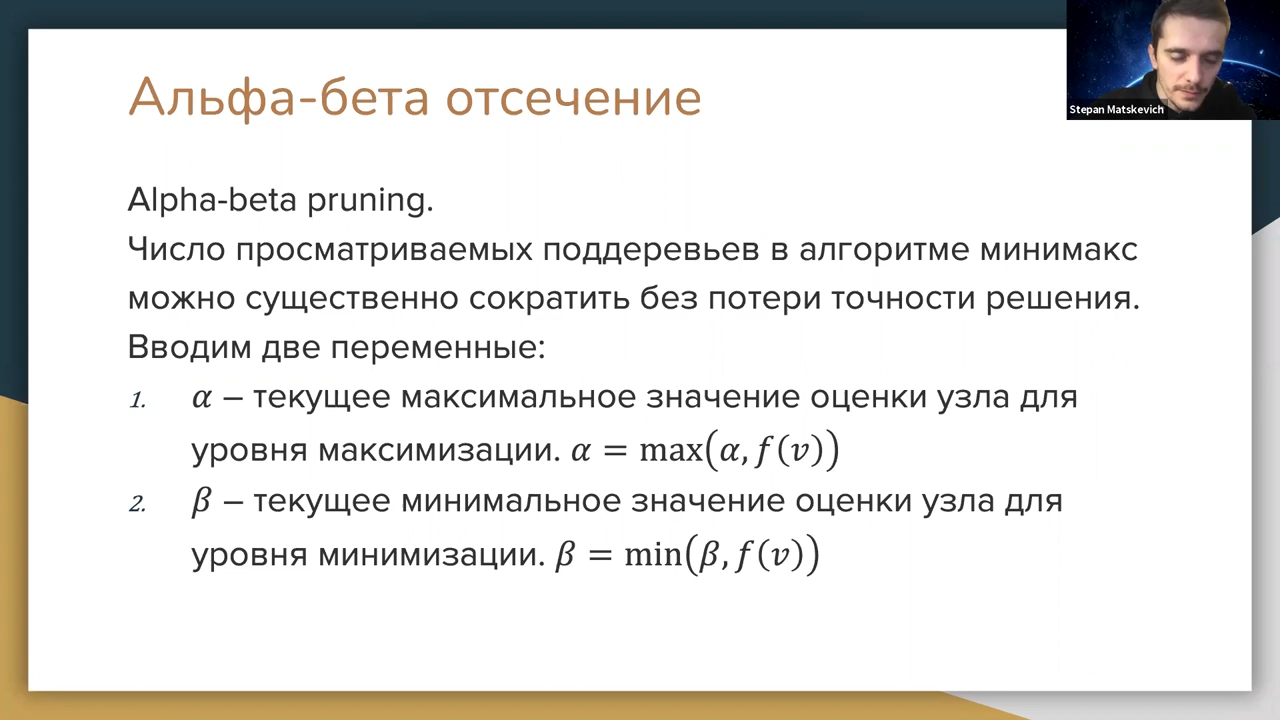 Альфа-бета отсечение
Stepan Matskevich
Alpha-beta pruning.
Число просматриваемых поддеревьев в алгоритме минимакс
можно существенно сократить без потери точности решения.
Вводим две переменные:
1. α – текущее максимальное значение оценки узла для
уровня максимизации. α = max(α, f(v))
2. β – текущее минимальное значение оценки узла для
уровня минимизации. β = min(β, f(v))